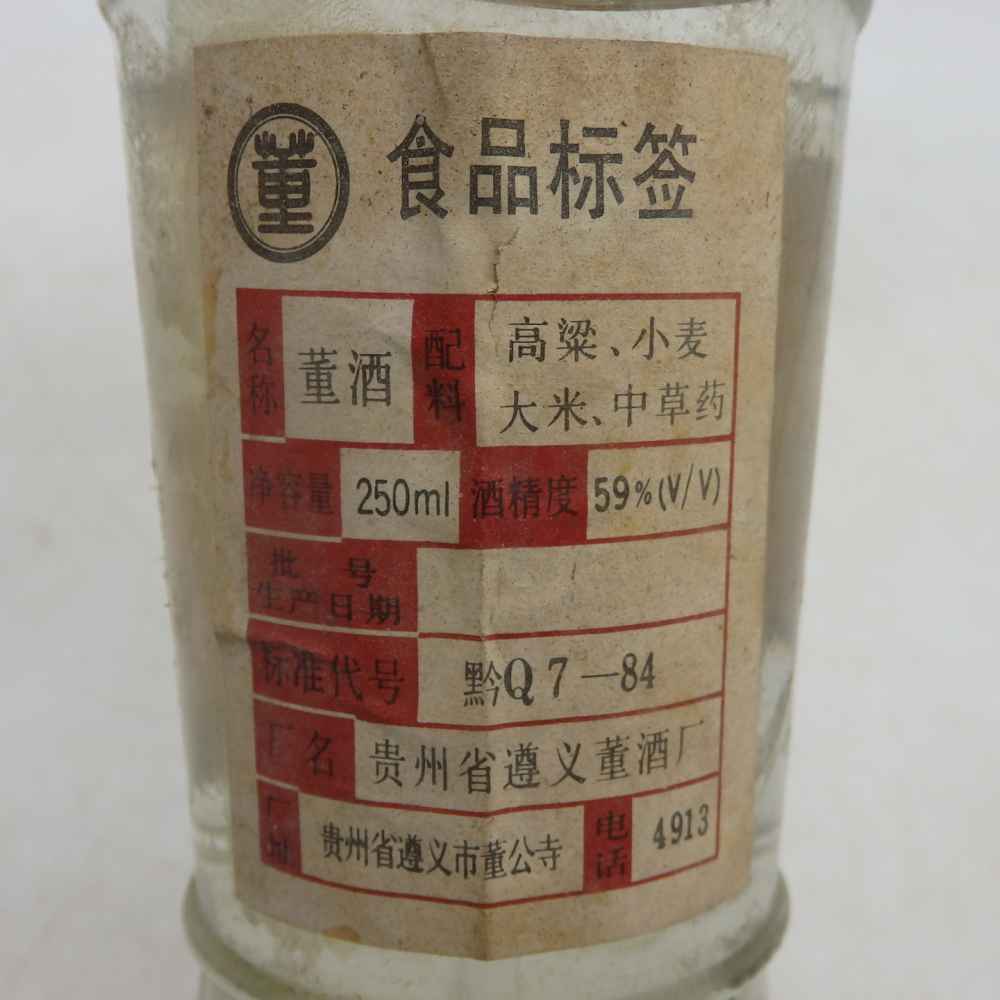 董 食品标签
名称 董酒 配料 高粱、小麦
大米、中草药
净容量 250ml 酒精度 59%(V/V)
批号
生产日期
标准代号 黔Q7—84
厂名 贵州省遵义董酒厂
厂址 贵州省遵义市董公寺 电话 4913